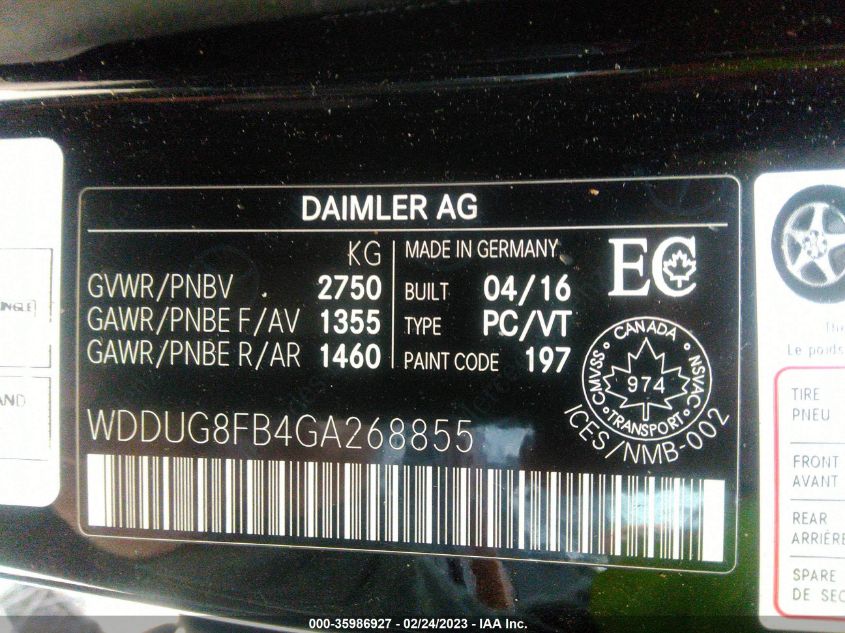 DAIMLER AG
KG
GVWR/PNBV 2750
GAWR/PNBE F/AV 1355
GAWR/PNBE R/AR 1460
MADE IN GERMANY
BUILT 04/16
TYPE PC/VT
PAINT CODE 197
EC
CANADA
CMVSS 974 NSVAC
TRANSPORT
ICES/NMB-002
WDDUG8FB4GA268855
The
Le poids
TIRE
PNEU
FRONT
AVANT
REAR
ARRIÈRE
SPARE
DE SEC
000-35986927 - 02/24/2023 - IAA Inc.